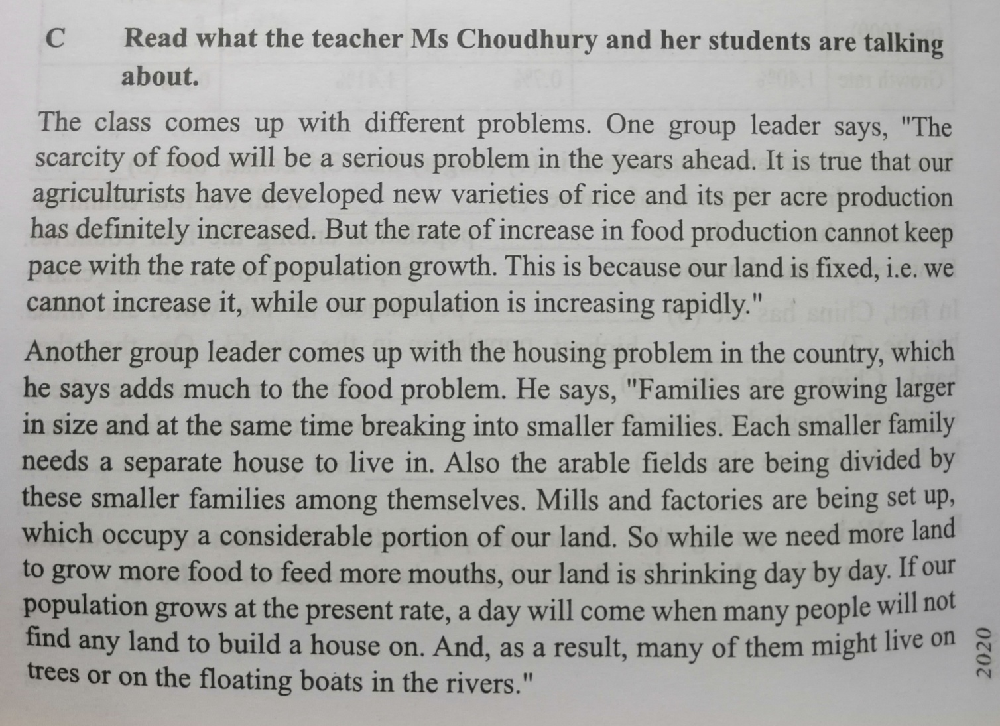 C Read what the teacher Ms Choudhury and her students are talking
about.
The class comes up with different problems. One group leader says, "The
scarcity of food will be a serious problem in the years ahead. It is true that our
agriculturists have developed new varieties of rice and its per acre production
has definitely increased. But the rate of increase in food production cannot keep
pace with the rate of population growth. This is because our land is fixed, i.e. we
cannot increase it, while our population is increasing rapidly."
Another group leader comes up with the housing problem in the country, which
he says adds much to the food problem. He says, "Families are growing larger
in size and at the same time breaking into smaller families. Each smaller family
needs a separate house to live in. Also the arable fields are being divided by
these smaller families among themselves. Mills and factories are being set up,
which occupy a considerable portion of our land. So while we need more land
to grow more food to feed more mouths, our land is shrinking day by day. If our
population grows at the present rate, a day will come when many people will not
find any land to build a house on. And, as a result, many of them might live on
trees or on the floating boats in the rivers."
2020